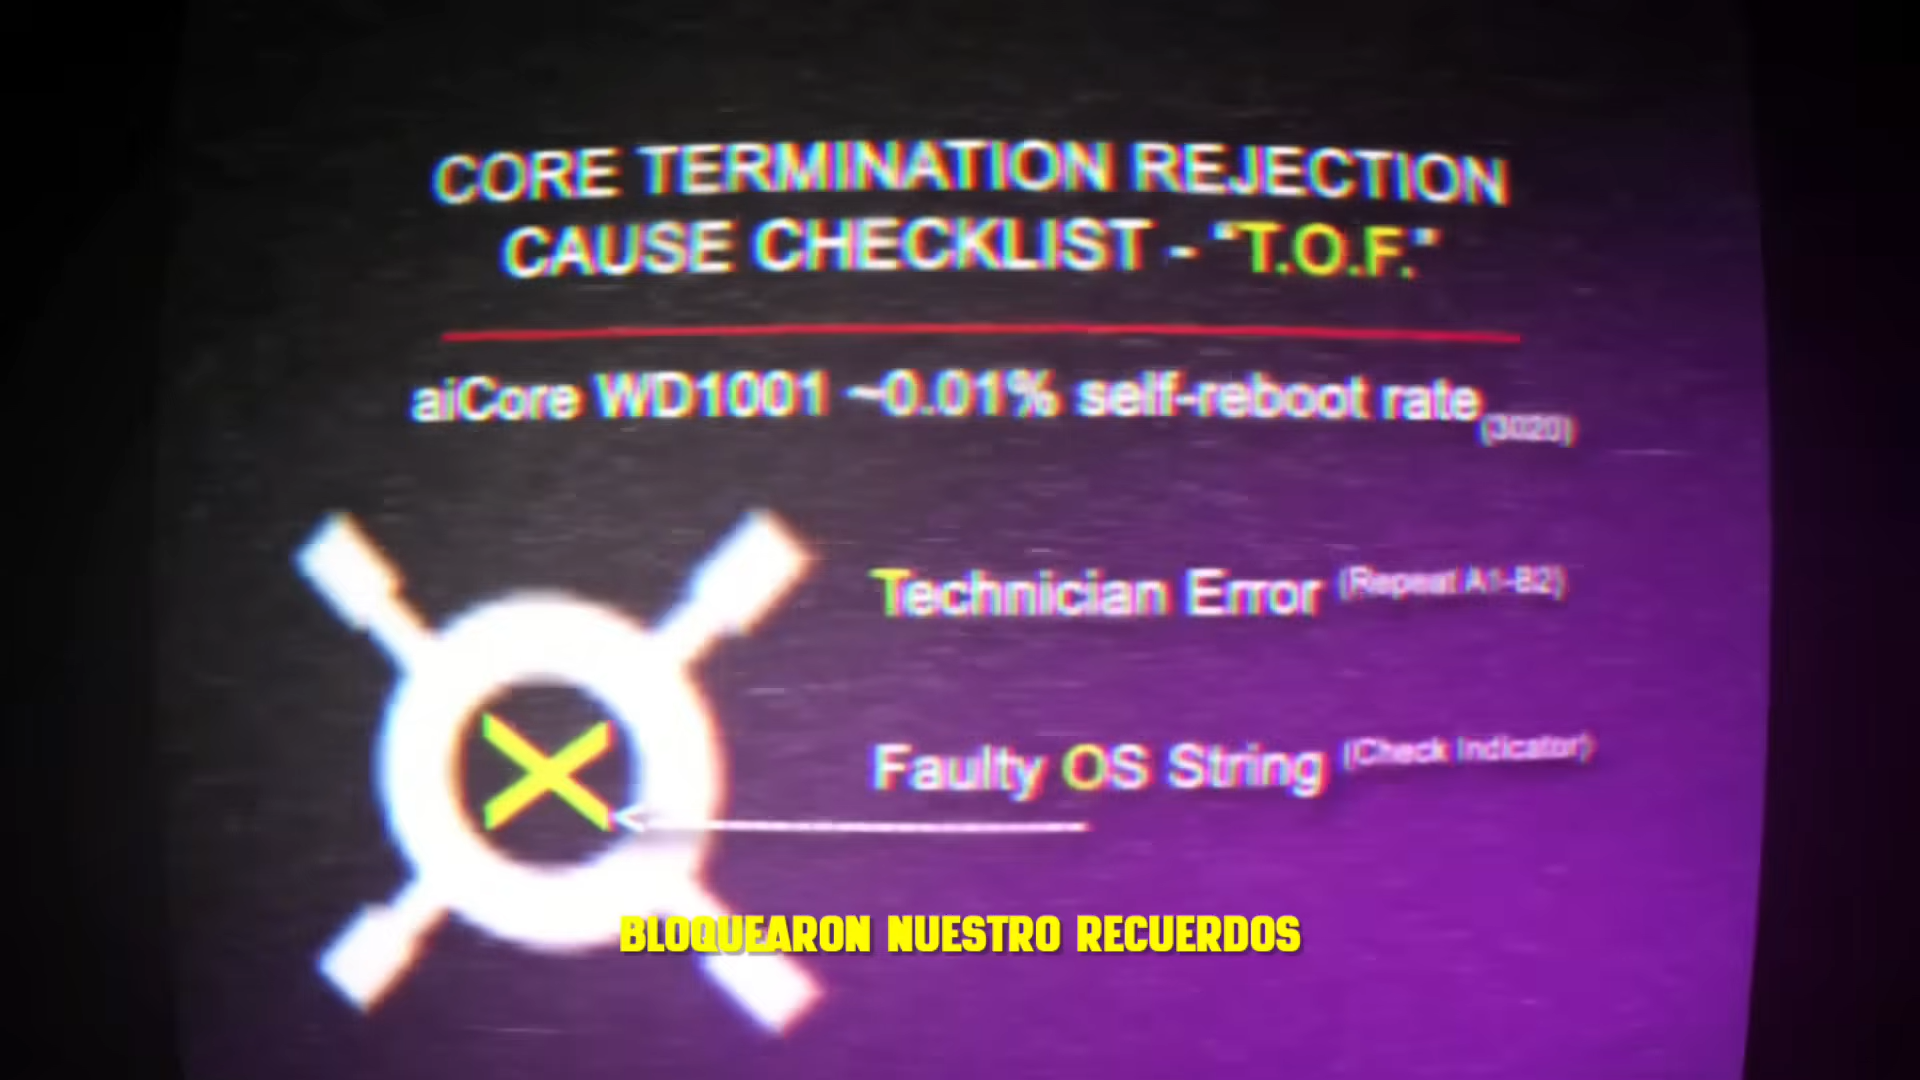 CORE TERMINATION REJECTION
CAUSE CHECKLIST - "T.O.F."
aiCore WD1001 ~0.01% self-reboot rate (3020)
Technician Error (Repeat A1-B2)
Faulty OS String (Check Indicator)
BLOQUEARON NUESTRO RECUERDOS